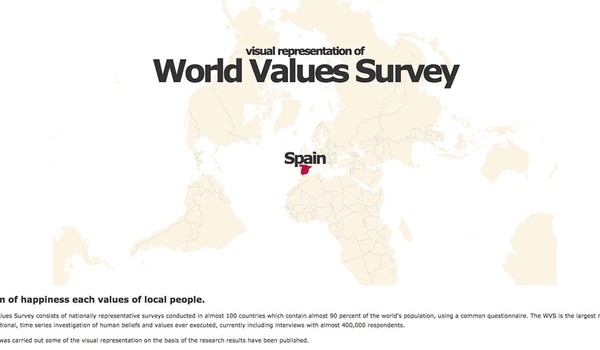 visual representation of
World Values Survey
Spain
of happiness each values of local people.
Values Survey consists of nationally representative surveys conducted in almost 100 countries which contain almost 90 percent of the world's population, using a common questionnaire. The WVS is the largest
time series investigation of human beliefs and values ever executed, currently including interviews with almost 400,000 respondents.
was carried out some of the visual representation on the basis of the research results have been published.